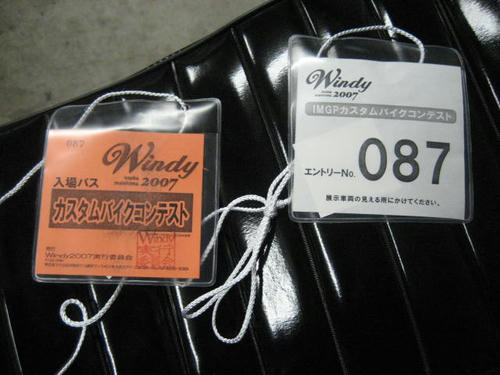 087
Windy
osaka maishima 2007
入場パス
カスタムバイクコンテスト
発行
Windy2007実行委員会
Windy
2007
IMGPカスタムバイクコンテスト
エントリーNo. 087
展示車両の見える所にかけてください。